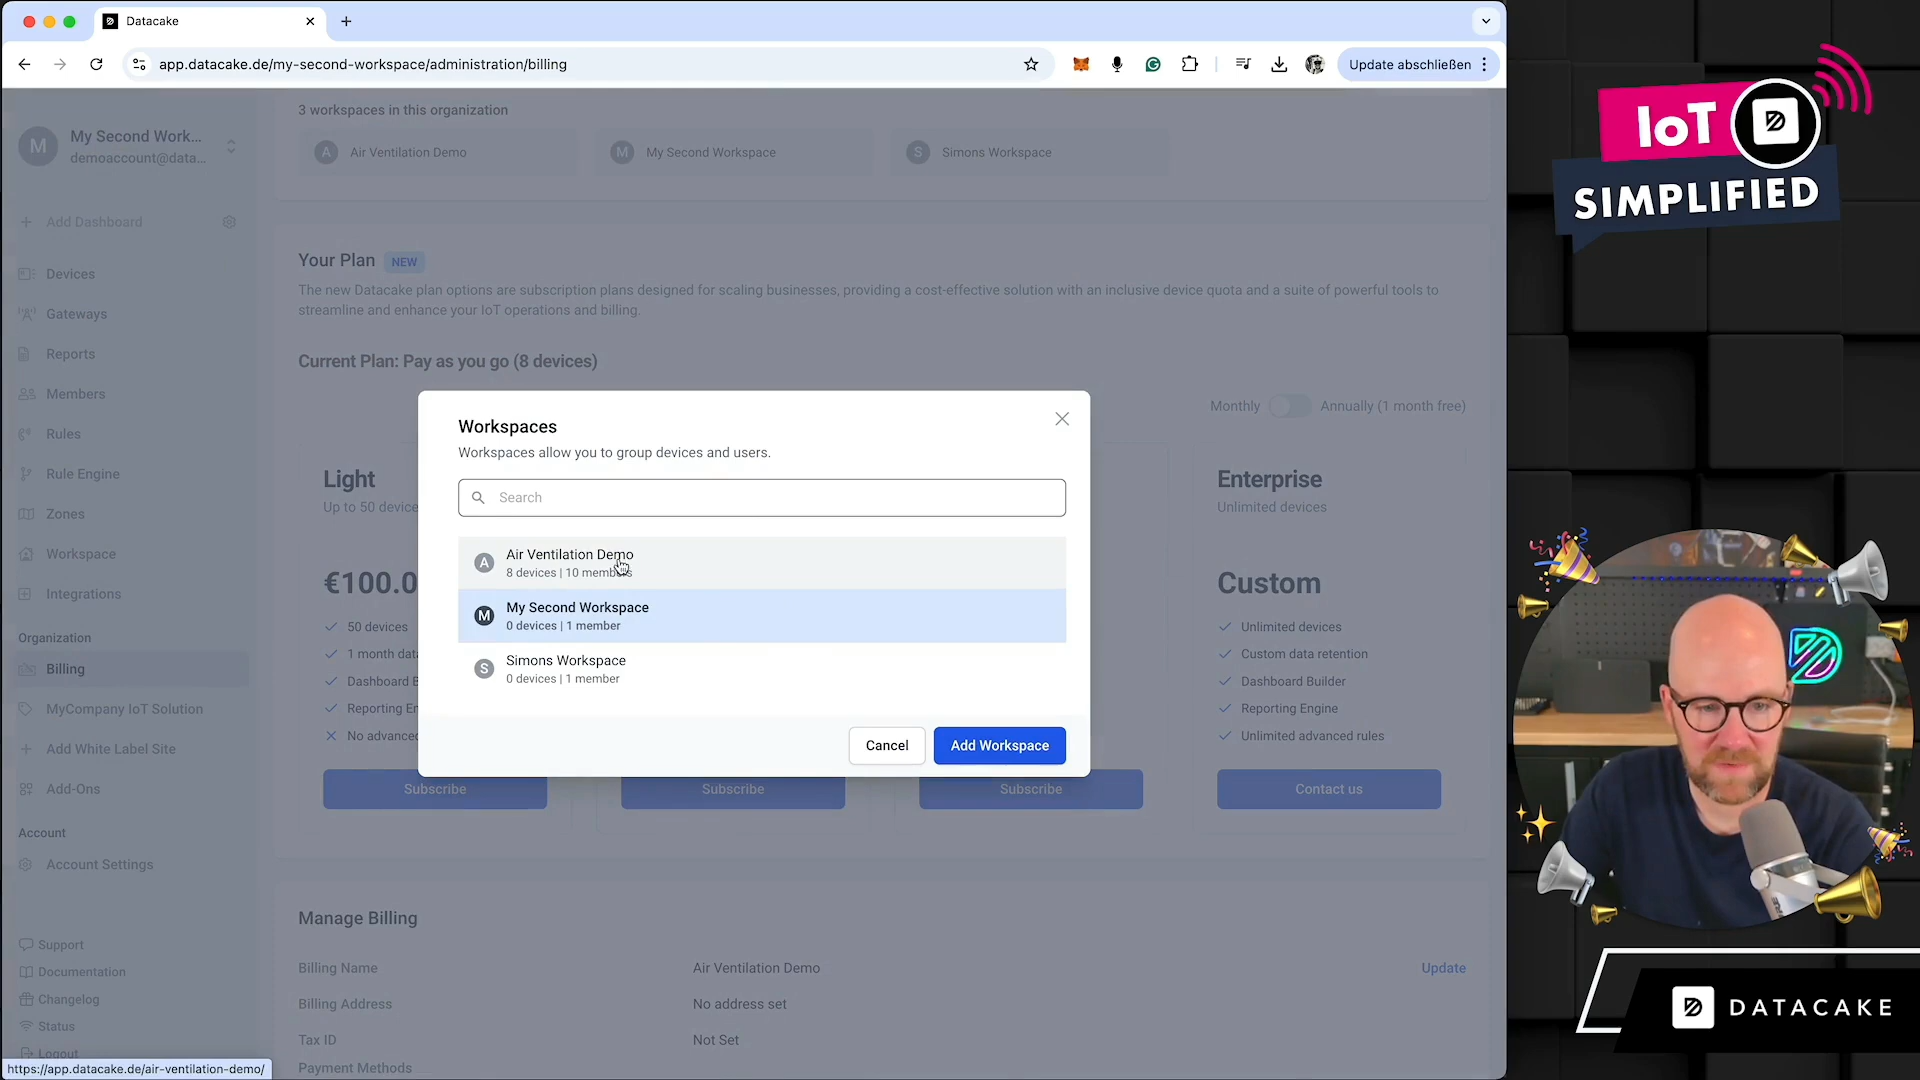 Datacake
app.datacake.de/my-second-workspace/administration/billing
Update abschließen
3 workspaces in this organization
M
My Second Work...
demoaccount@data...
A Air Ventilation Demo
M My Second Workspace
S Simons Workspace
Add Dashboard
Devices
Gateways
Reports
Members
Rules
Rule Engine
Zones
Workspace
Integrations
Organization
Billing
MyCompany IoT Solution
Add White Label Site
Add-Ons
Account
Account Settings
Support
Documentation
Changelog
Status
Logout
https://app.datacake.de/air-ventilation-demo/
Your Plan NEW
The new Datacake plan options are subscription plans designed for scaling businesses, providing a cost-effective solution with an inclusive device quota and a suite of powerful tools to
streamline and enhance your IoT operations and billing.
Current Plan: Pay as you go (8 devices)
Monthly
Annually (1 month free)
Light
Up to 50 device
€100.0
50 devices
1 month dat
Dashboard B
Reporting En
No advanced
Subscribe
Subscribe
Subscribe
Enterprise
Unlimited devices
Custom
Unlimited devices
Custom data retention
Dashboard Builder
Reporting Engine
Unlimited advanced rules
Contact us
Workspaces
Workspaces allow you to group devices and users.
Search
A
Air Ventilation Demo
8 devices | 10 members
M
My Second Workspace
0 devices | 1 member
S
Simons Workspace
0 devices | 1 member
Cancel
Add Workspace
Manage Billing
Billing Name
Air Ventilation Demo
Update
Billing Address
No address set
Tax ID
Not Set
Payment Methods
IoT
SIMPLIFIED
DATACAKE